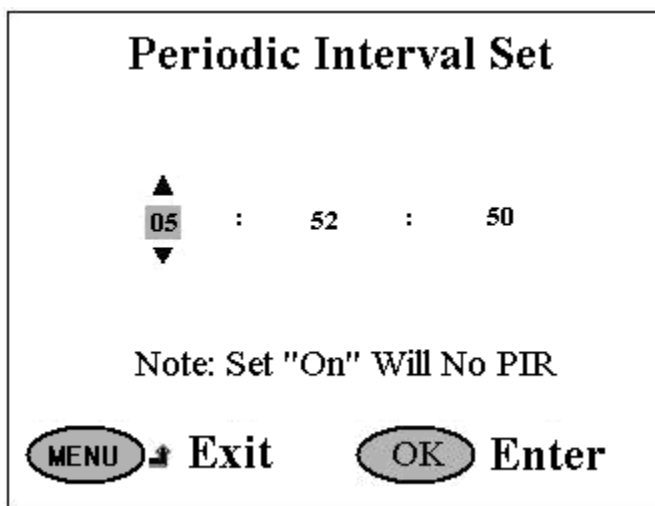 Periodic Interval Set
05 : 52 : 50
Note: Set "On" Will No PIR
MENU Exit OK Enter